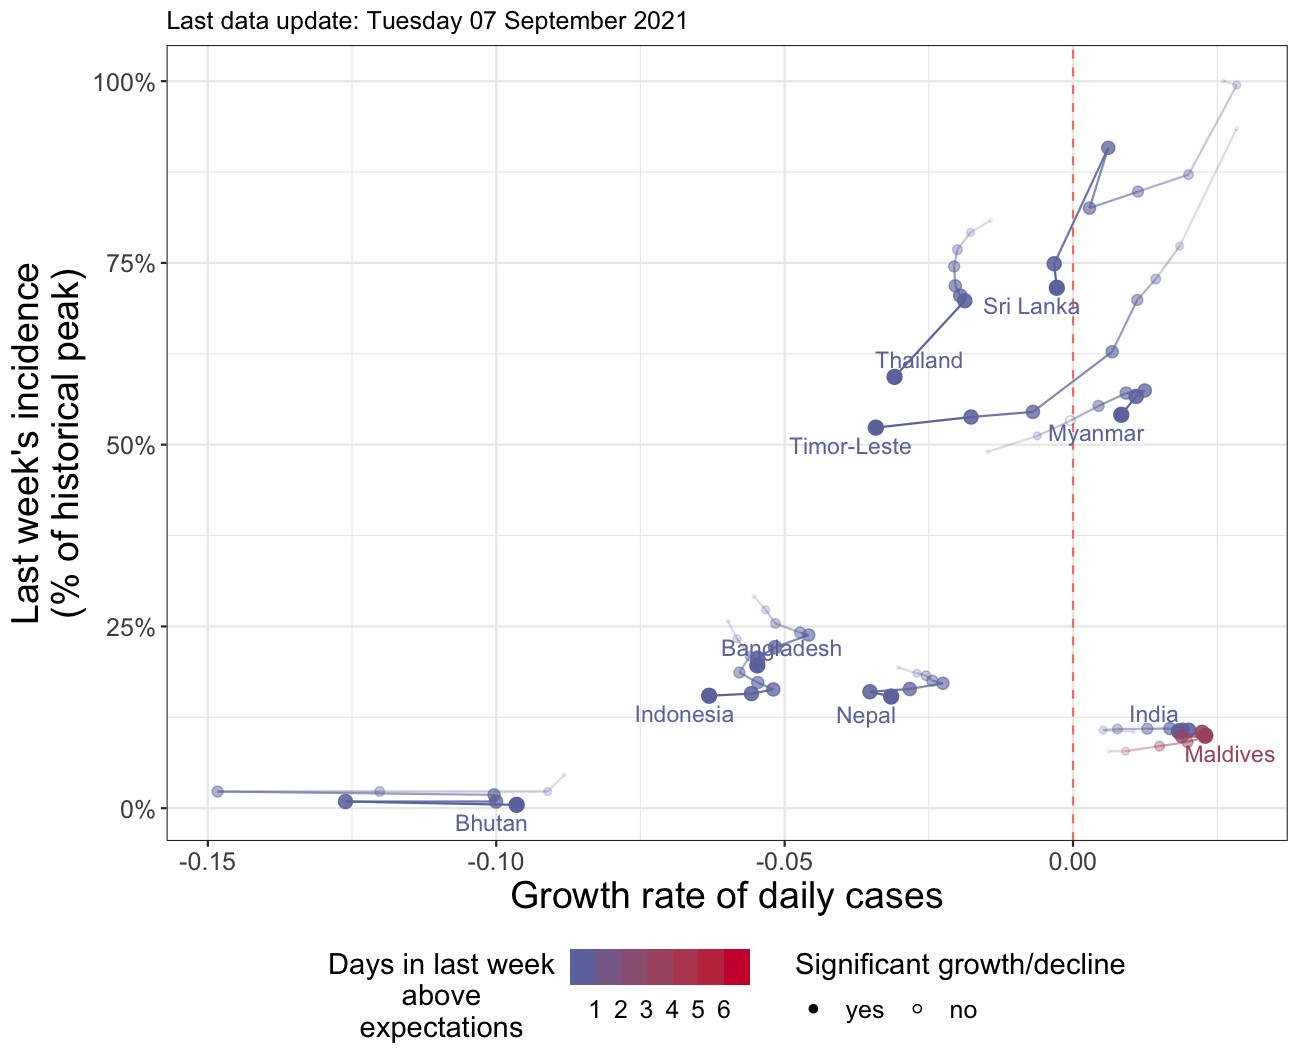 Last data update: Tuesday 07 September 2021
Last week's incidence
(% of historical peak)
100%
75%
50%
25%
0%
Sri Lanka
Thailand
Myanmar
Timor-Leste
Bangladesh
Indonesia
Nepal
India
Maldives
Bhutan
-0.15
-0.10
-0.05
0.00
Growth rate of daily cases
Days in last week
above
expectations
1 2 3 4 5 6
Significant growth/decline
yes no